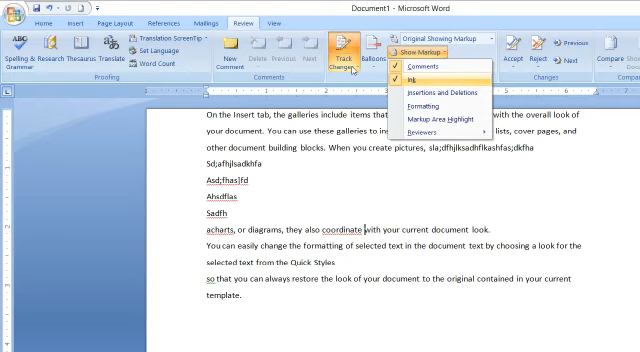 Document1 - Microsoft Word
Home Insert Page Layout References Mailings Review View
ABC
Spelling & Grammar
Research
Thesaurus
Translate
Translation ScreenTip
Set Language
Word Count
Proofing
New Comment
Delete
Previous
Next
Comments
Track Changes
Balloons
Original Showing Markup
Show Markup
Comments
Ink
Insertions and Deletions
Formatting
Markup Area Highlight
Reviewers
Accept
Reject
Previous
Next
Changes
Compare
Show
Compare
On the Insert tab, the galleries include items that with the overall look of
your document. You can use these galleries to inse lists, cover pages, and
other document building blocks. When you create pictures, sla;dfhjlksadhflkashfas;dkfha
Sd;afhjlsadkhfa
Asd;fhas]fd
Ahsdflas
Sadfh
acharts, or diagrams, they also coordinate with your current document look.
You can easily change the formatting of selected text in the document text by choosing a look for the
selected text from the Quick Styles
so that you can always restore the look of your document to the original contained in your current
template.